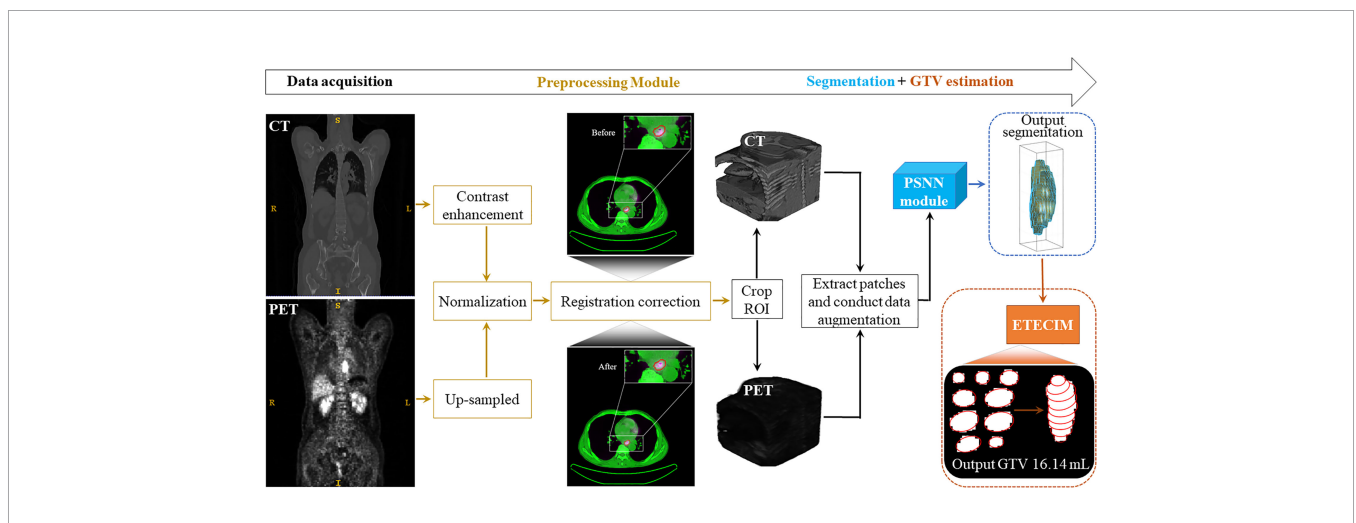 Data acquisition
Preprocessing Module
Segmentation + GTV estimation
CT
S
R
L
I
PET
S
R
L
I
Contrast
enhancement
Normalization
Up-sampled
Before
Registration correction
After
Crop
ROI
CT
PET
Extract patches
and conduct data
augmentation
PSNN
module
Output
segmentation
ETECIM
Output GTV 16.14 mL